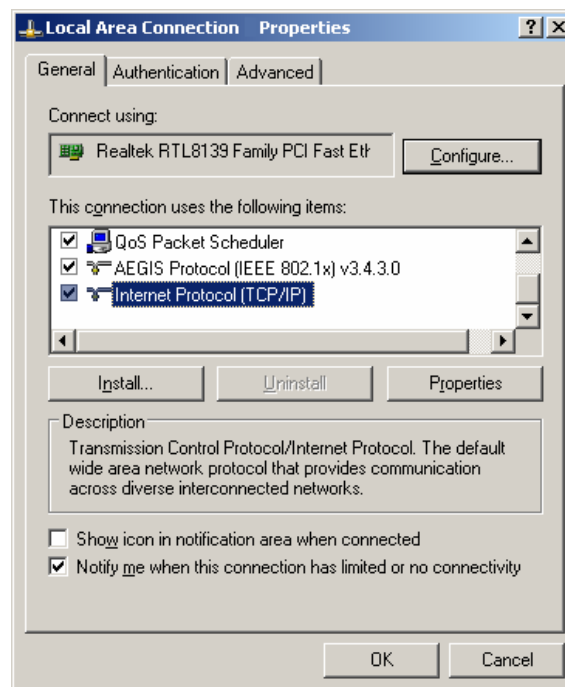 Local Area Connection Properties
General Authentication Advanced
Connect using:
Realtek RTL8139 Family PCI Fast Eth
Configure...
This connection uses the following items:
QoS Packet Scheduler
AEGIS Protocol (IEEE 802.1x) v3.4.3.0
Internet Protocol (TCP/IP)
Install... Uninstall Properties
Description
Transmission Control Protocol/Internet Protocol. The default
wide area network protocol that provides communication
across diverse interconnected networks.
Show icon in notification area when connected
Notify me when this connection has limited or no connectivity
OK Cancel